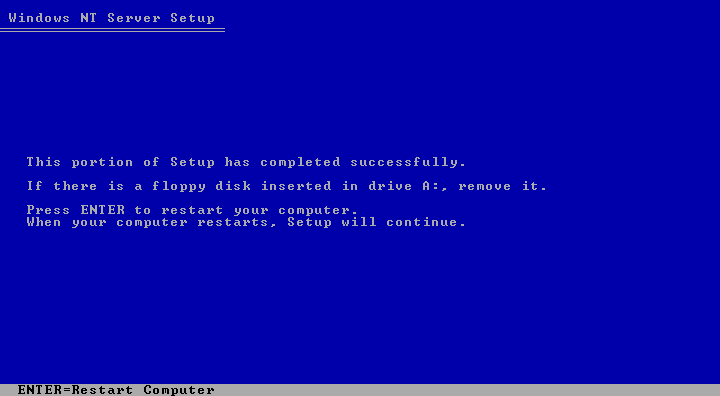 Windows NT Server Setup
This portion of Setup has completed successfully.
If there is a floppy disk inserted in drive A:, remove it.
Press ENTER to restart your computer.
When your computer restarts, Setup will continue.
ENTER=Restart Computer